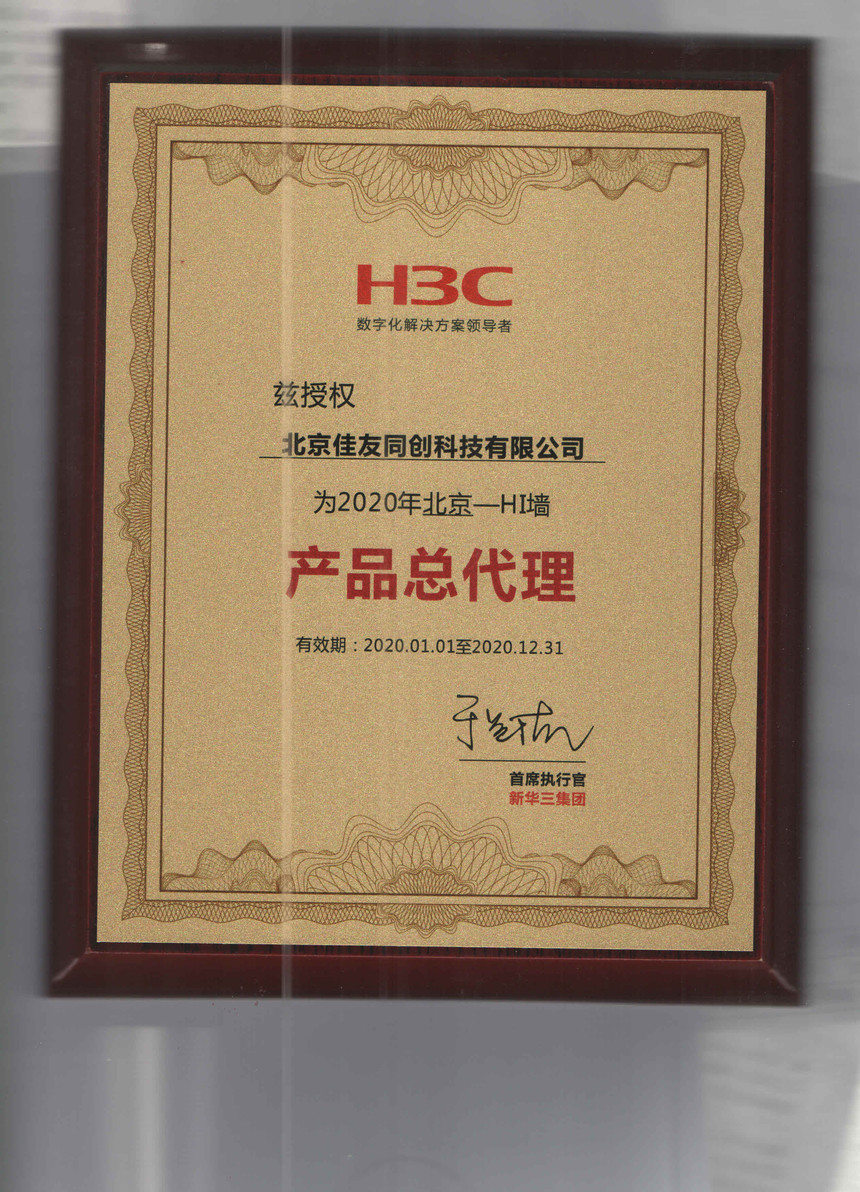 H3C
数字化解决方案领导者
兹授权
北京佳友同创科技有限公司
为2020年北京—HI墙
产品总代理
有效期：2020.01.01至2020.12.31
首席执行官
新华三集团